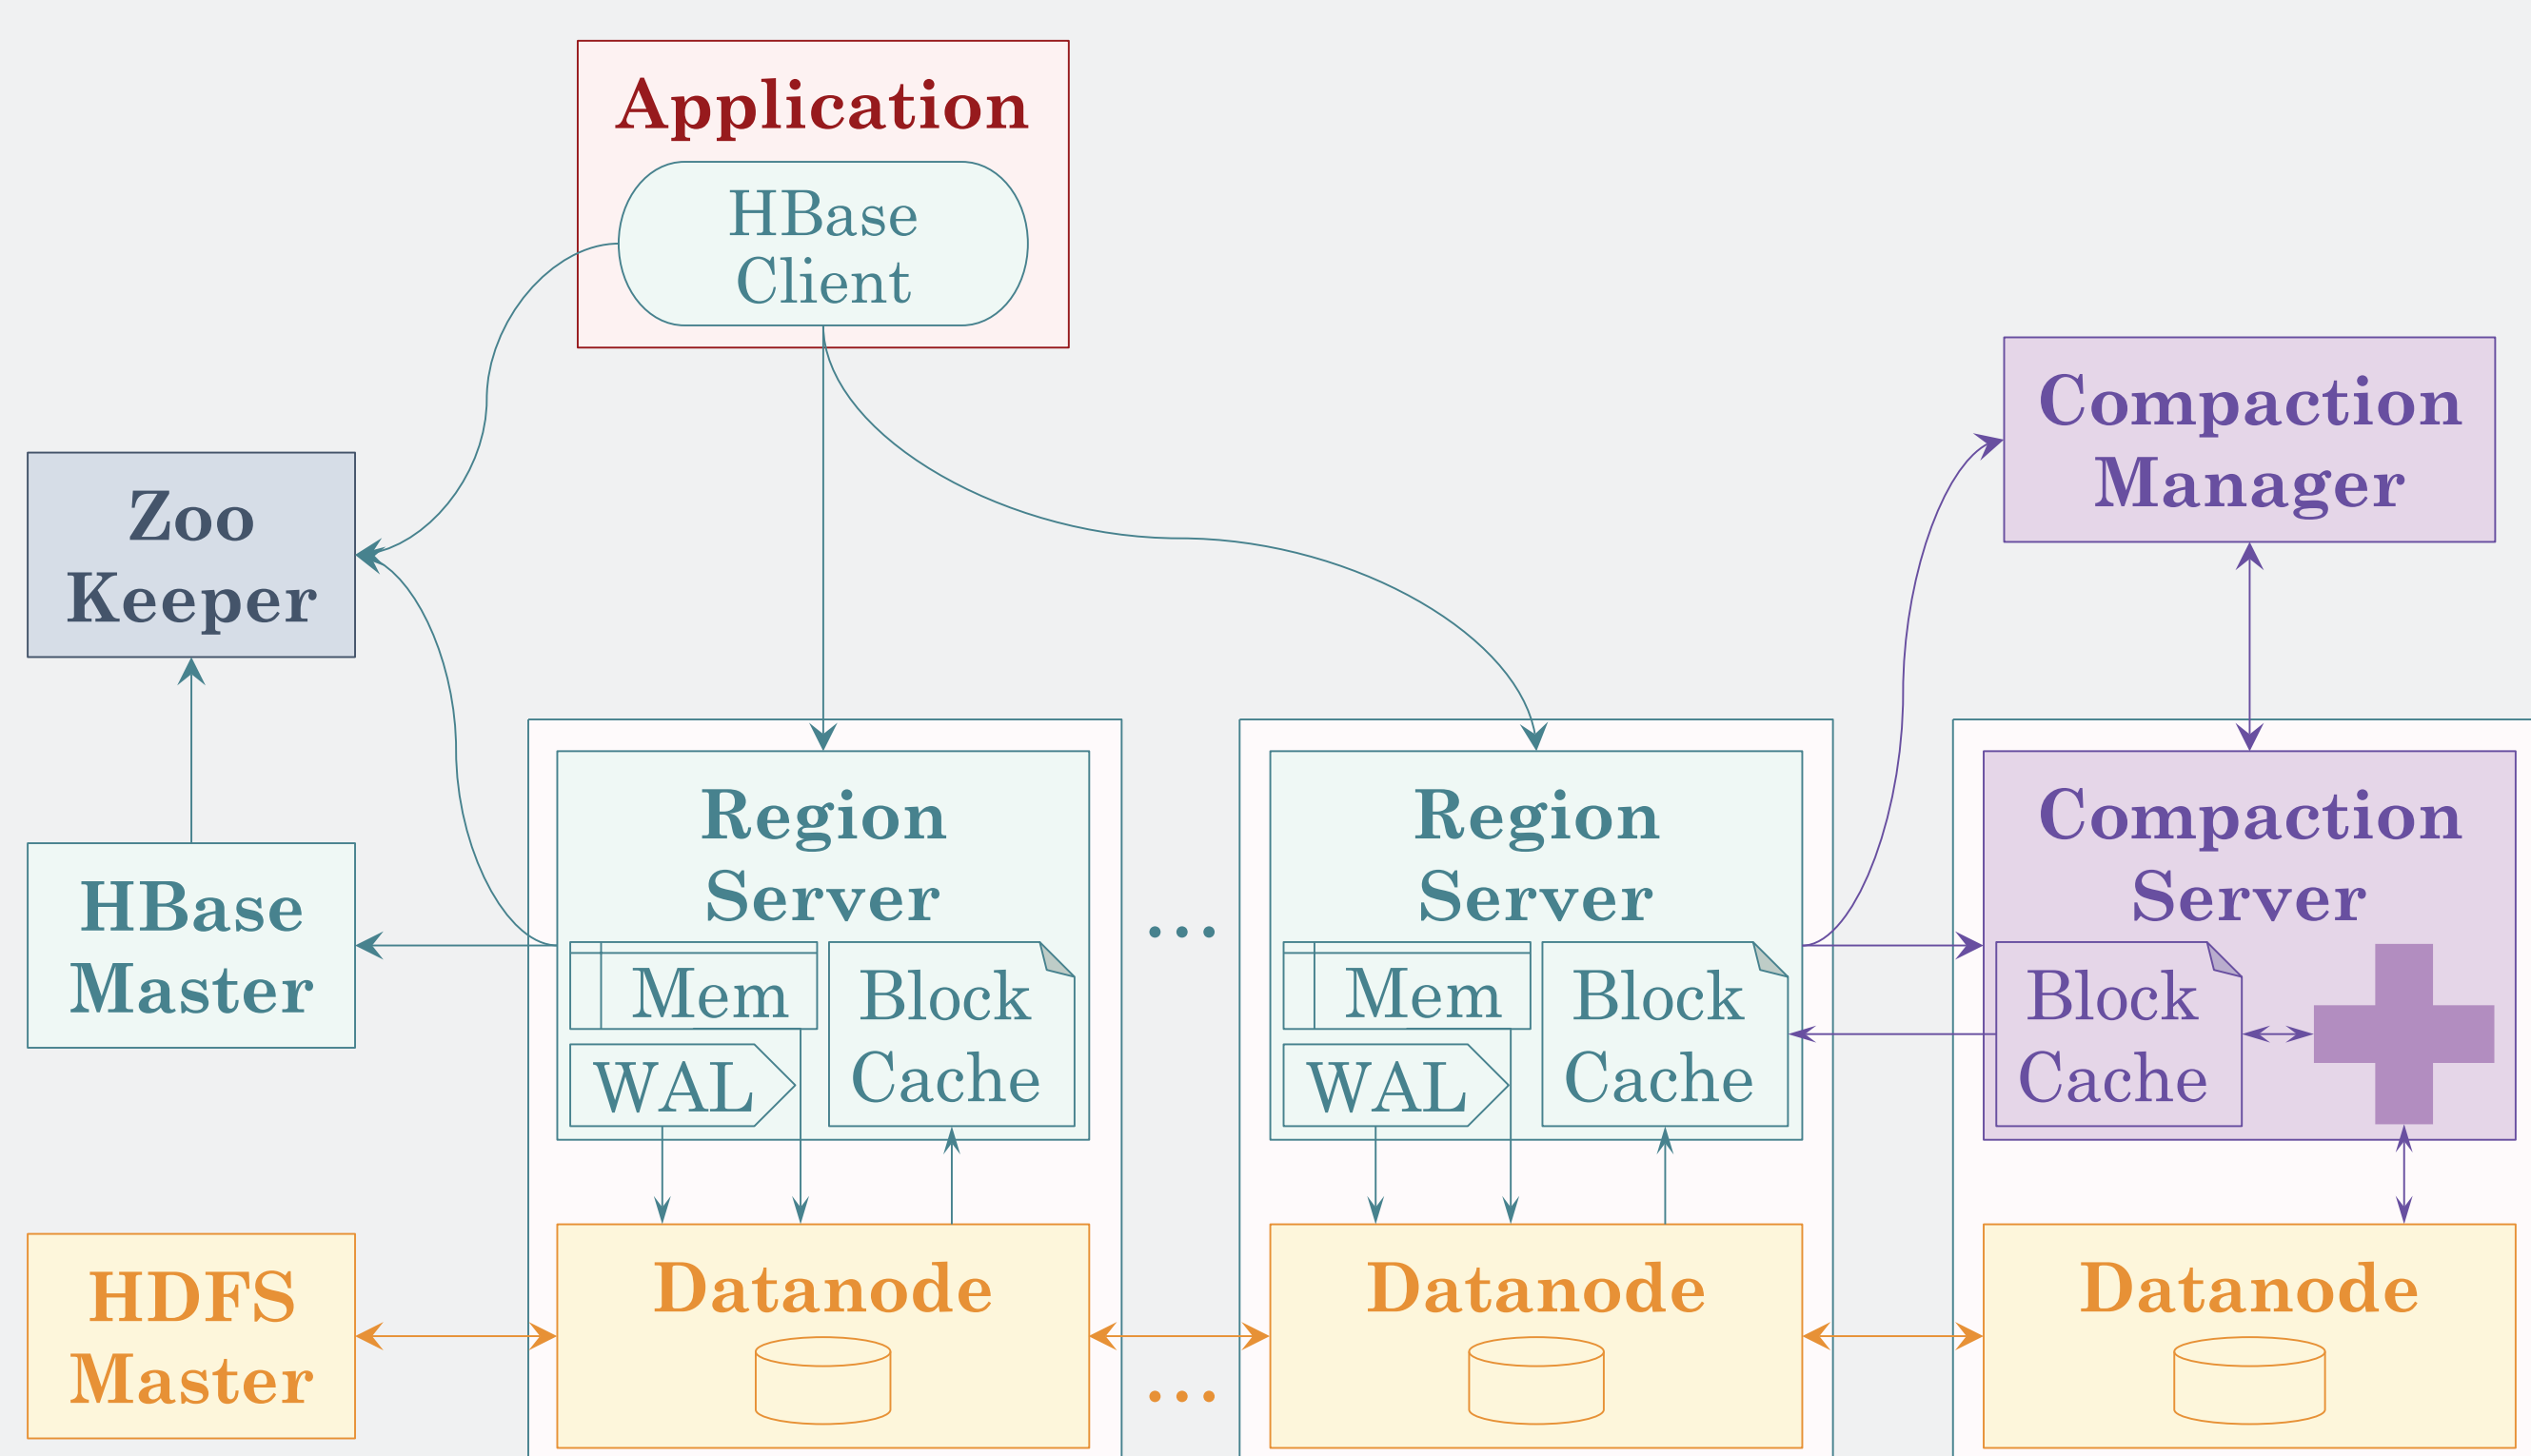 Application
HBase
Client
Compaction
Manager
Zoo
Keeper
HBase
Master
Region
Server
Mem
WAL
Block
Cache
...
Region
Server
Mem
WAL
Block
Cache
Compaction
Server
Block
Cache
HDFS
Master
Datanode
...
Datanode
Datanode